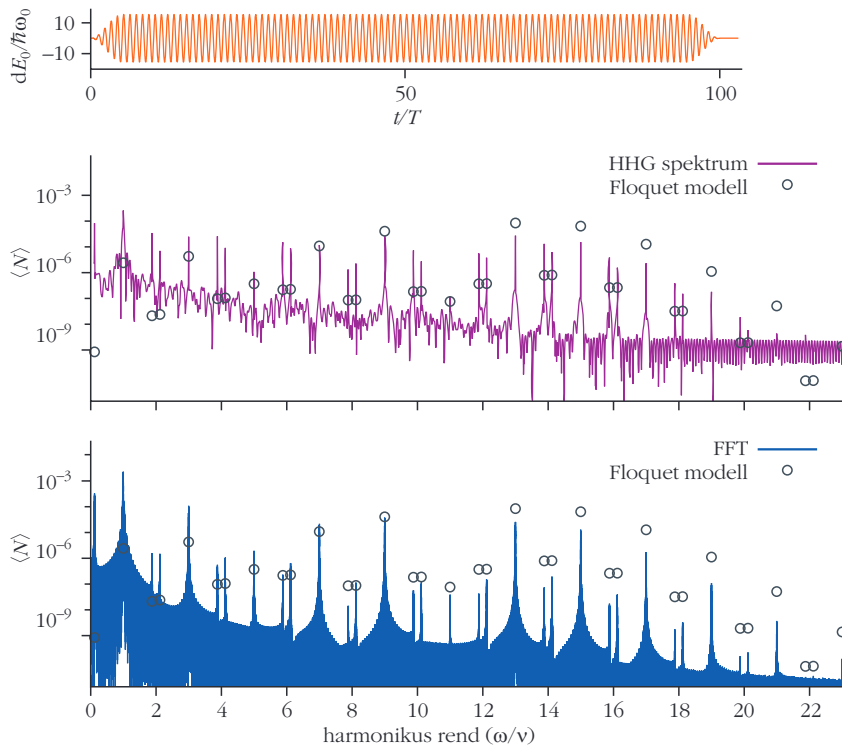 dE₀/ħω₀
10
−10
0
50
100
t/T
⟨N⟩
10⁻³
10⁻⁶
10⁻⁹
HHG spektrum
Floquet modell
⟨N⟩
10⁻³
10⁻⁶
10⁻⁹
FFT
Floquet modell
0 2 4 6 8 10 12 14 16 18 20 22
harmonikus rend (ω/ν)